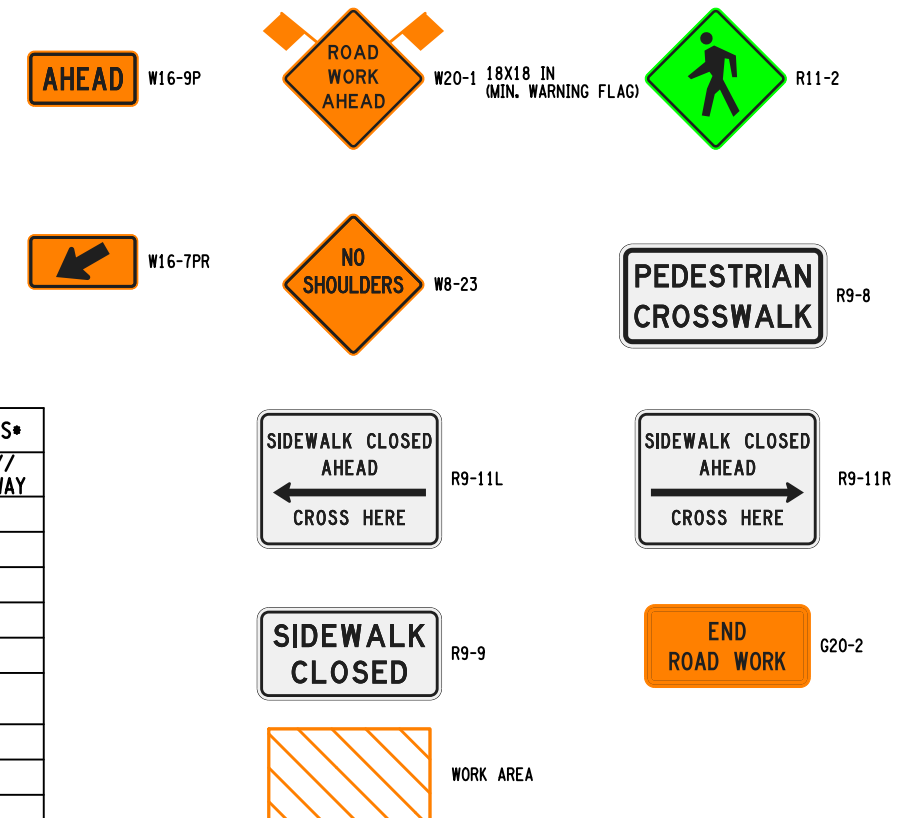 AHEAD
W16-9P
ROAD
WORK
AHEAD
W20-1
18X18 IN
(MIN. WARNING FLAG)
R11-2
W16-7PR
NO
SHOULDERS
W8-23
PEDESTRIAN
CROSSWALK
R9-8
SIDEWALK CLOSED
AHEAD
CROSS HERE
R9-11L
SIDEWALK CLOSED
AHEAD
CROSS HERE
R9-11R
SIDEWALK
CLOSED
R9-9
END
ROAD WORK
G20-2
WORK AREA